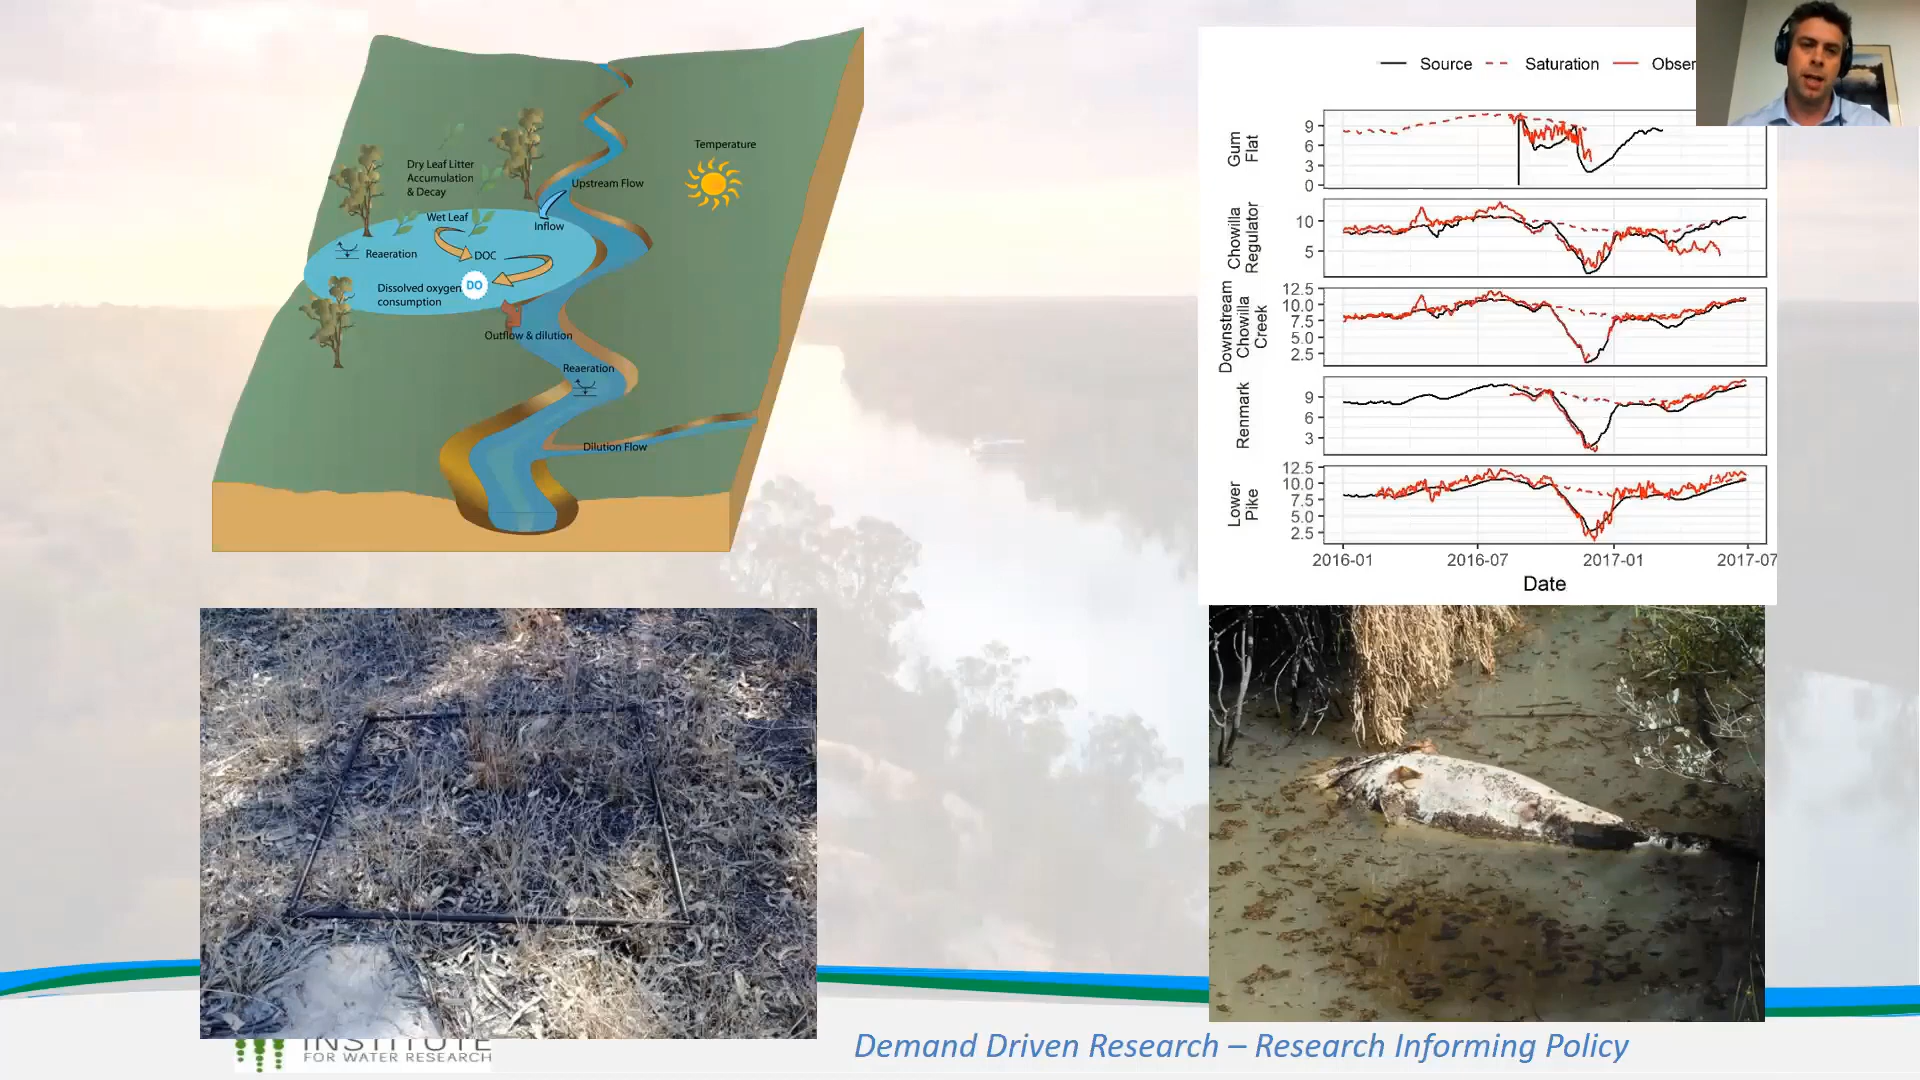 Temperature
Dry Leaf Litter
Accumulation
& Decay
Upstream Flow
Wet Leaf
Inflow
Reaeration
DOC
Dissolved oxygen
consumption
DO
Outflow & dilution
Reaeration
Dilution Flow
Source
Saturation
Obser
Gum
Flat
9
6
3
0
Chowilla
Regulator
10
5
Downstream
Chowilla
Creek
12.5
10.0
7.5
5.0
2.5
Renmark
9
6
3
Lower
Pike
12.5
10.0
7.5
5.0
2.5
2016-01 2016-07 2017-01 2017-07
Date
INSTITUTE
FOR WATER RESEARCH
Demand Driven Research – Research Informing Policy